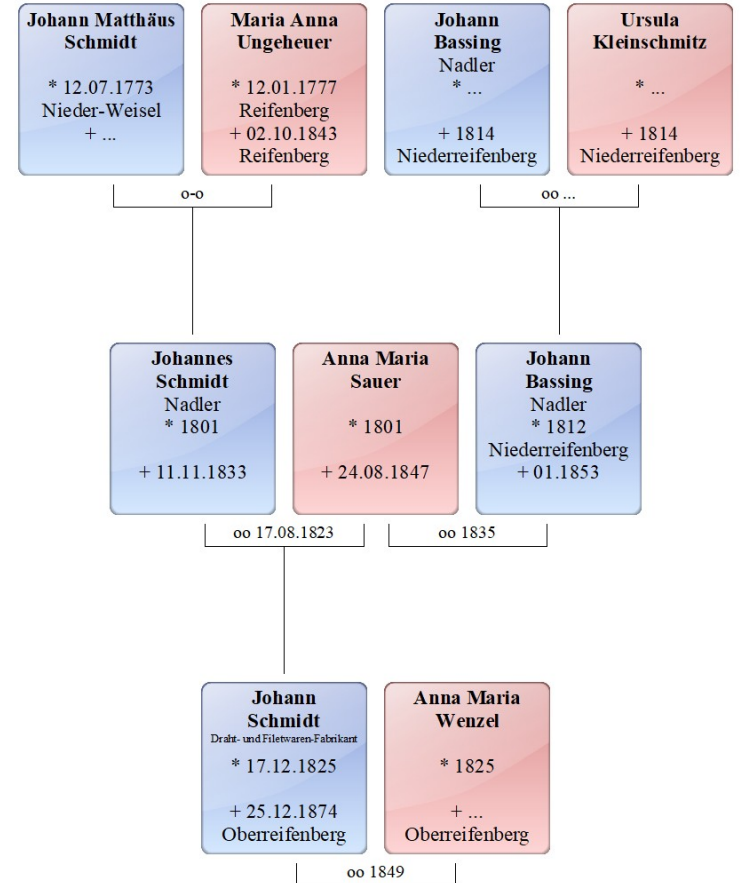 Johann Matthäus
Schmidt
* 12.07.1773
Nieder-Weisel
+ ...
Maria Anna
Ungeheuer
* 12.01.1777
Reifenberg
+ 02.10.1843
Reifenberg
Johann
Bassing
Nadler
* ...
+ 1814
Niederreifenberg
Ursula
Kleinschmitz
* ...
+ 1814
Niederreifenberg
o-o
oo ...
Johannes
Schmidt
Nadler
* 1801
+ 11.11.1833
Anna Maria
Sauer
* 1801
+ 24.08.1847
Johann
Bassing
Nadler
* 1812
Niederreifenberg
+ 01.1853
oo 17.08.1823
oo 1835
Johann
Schmidt
Draht- und Filetwaren-Fabrikant
* 17.12.1825
+ 25.12.1874
Oberreifenberg
Anna Maria
Wenzel
* 1825
+ ...
Oberreifenberg
oo 1849